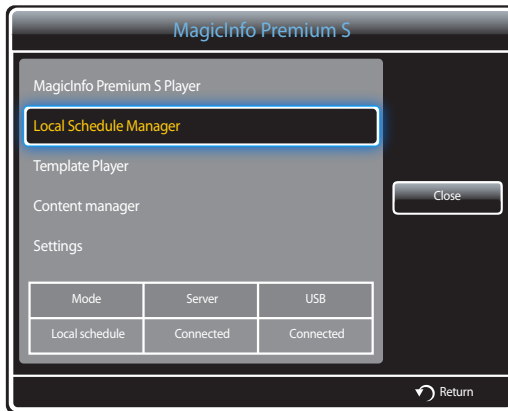 MagicInfo Premium S
MagicInfo Premium S Player
Local Schedule Manager
Template Player
Content manager
Settings
Close
Mode Server USB
Local schedule Connected Connected
Return